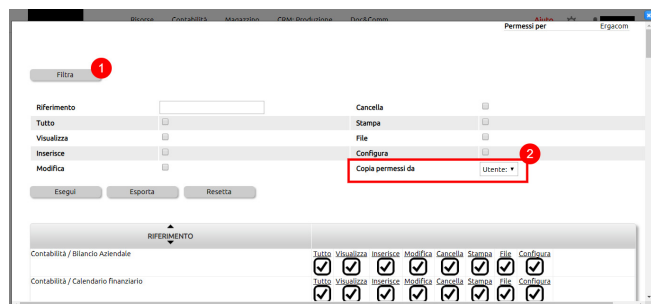 Risorse Contabilità Magazzino CRM: Produzione Doc&Comm Aiuto
Permessi per Ergacom
Filtra 1
Riferimento Cancella
Tutto Stampa
Visualizza File
Inserisce Configura 2
Modifica Copia permessi da Utente:
Esegui Esporta Resetta
RIFERIMENTO
Contabilità / Bilancio Aziendale Tutto Visualizza Inserisce Modifica Cancella Stampa File Configura
Contabilità / Calendario finanziario Tutto Visualizza Inserisce Modifica Cancella Stampa File Configura